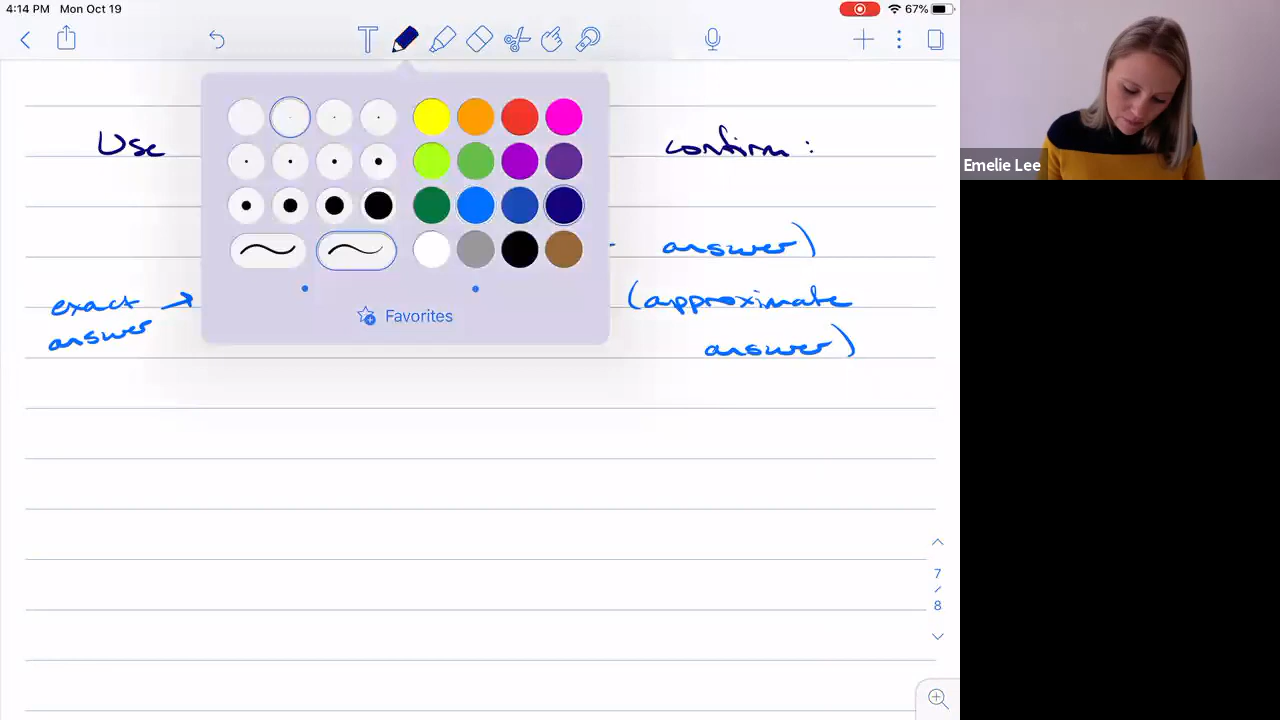 4:14 PM Mon Oct 19
67%
T
Use confirm:
answer)
exact → (approximate
answer answer)
Favorites
Emelie Lee
7
/
8